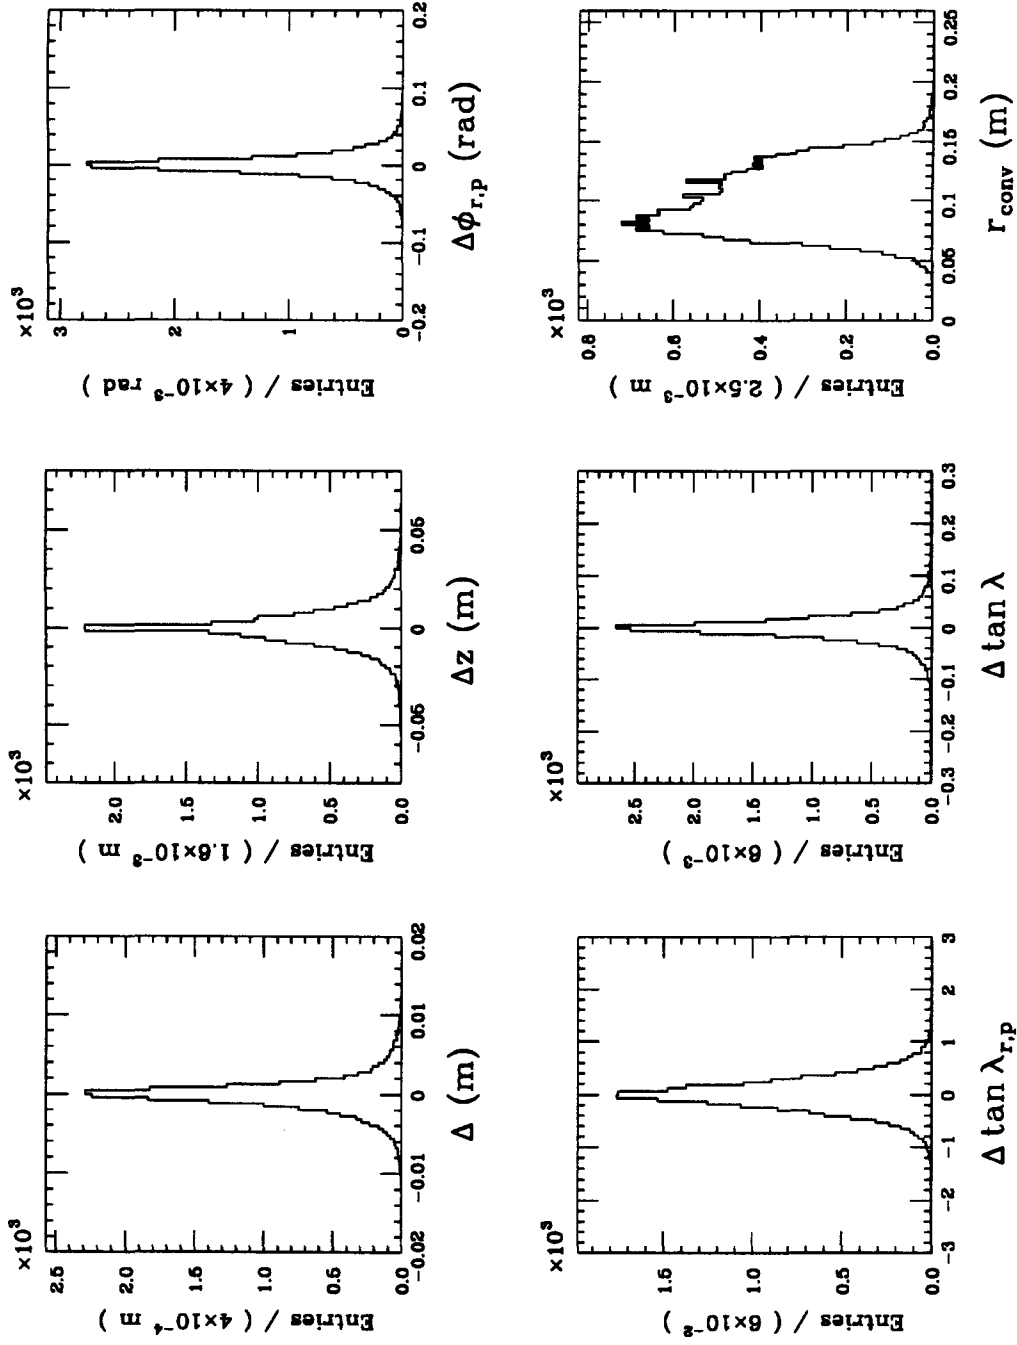 ×10³
2.5
2.0
1.5
1.0
0.5
0.0
Entries / ( 4×10⁻⁴ m )
-0.02 -0.01 0 0.01 0.02
Δ (m)
×10³
2.0
1.5
1.0
0.5
0.0
Entries / ( 1.6×10⁻³ m )
-0.05 0 0.05
Δz (m)
×10³
3
2
1
0
Entries / ( 4×10⁻³ rad )
-0.2 -0.1 0 0.1 0.2
Δϕr,p (rad)
×10³
1.5
1.0
0.5
0.0
Entries / ( 6×10⁻² )
-3 -2 -1 0 1 2 3
Δ tan λr,p
×10³
2.5
2.0
1.5
1.0
0.5
0.0
Entries / ( 6×10⁻³ )
-0.3 -0.2 -0.1 0 0.1 0.2 0.3
Δ tan λ
×10³
0.8
0.6
0.4
0.2
0.0
Entries / ( 2.5×10⁻³ m )
0 0.05 0.1 0.15 0.2 0.25
rconv (m)